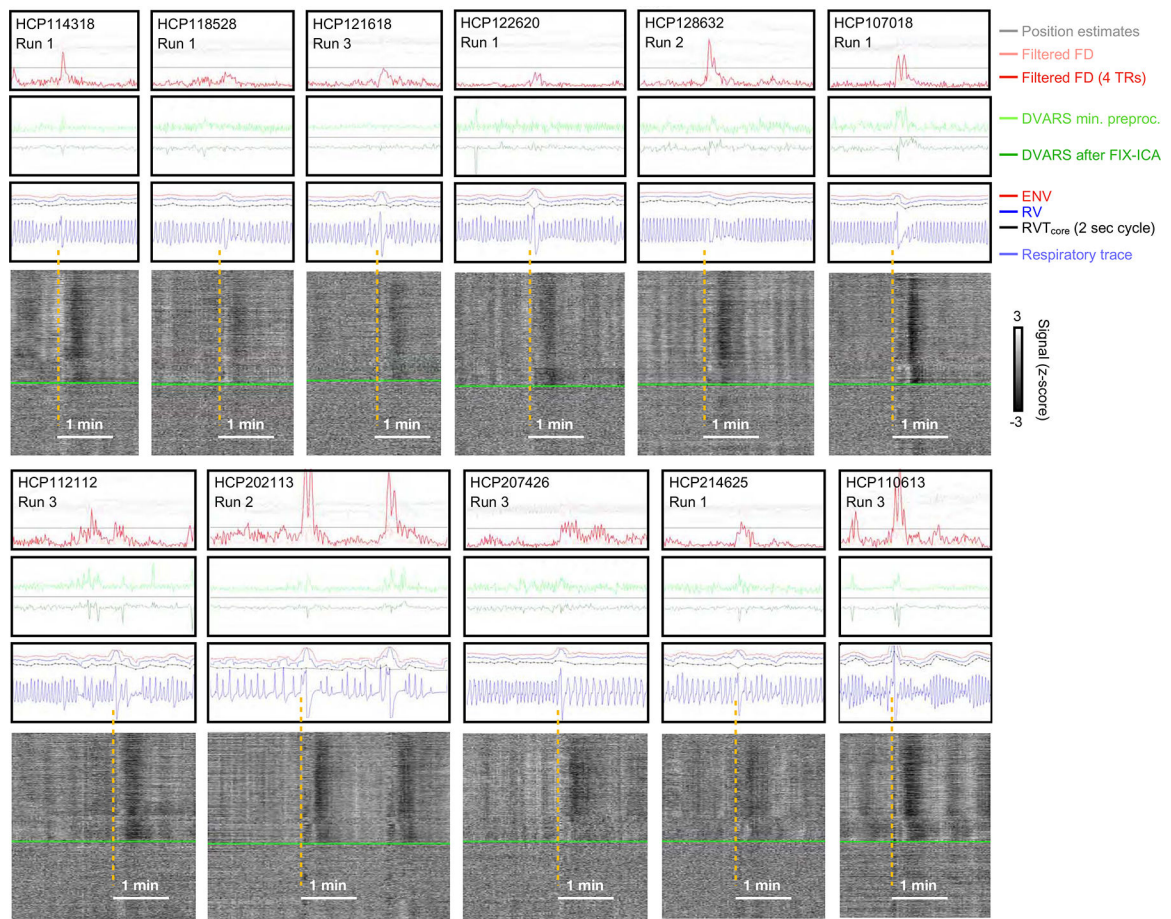 HCP114318
Run 1
HCP118528
Run 1
HCP121618
Run 3
HCP122620
Run 1
HCP128632
Run 2
HCP107018
Run 1
Position estimates
Filtered FD
Filtered FD (4 TRs)
DVARS min. preproc.
DVARS after FIX-ICA
ENV
RV
RVTcore (2 sec cycle)
Respiratory trace
3
Signal (z-score)
-3
1 min
1 min
1 min
1 min
1 min
1 min
HCP112112
Run 3
HCP202113
Run 2
HCP207426
Run 3
HCP214625
Run 1
HCP110613
Run 3
1 min
1 min
1 min
1 min
1 min